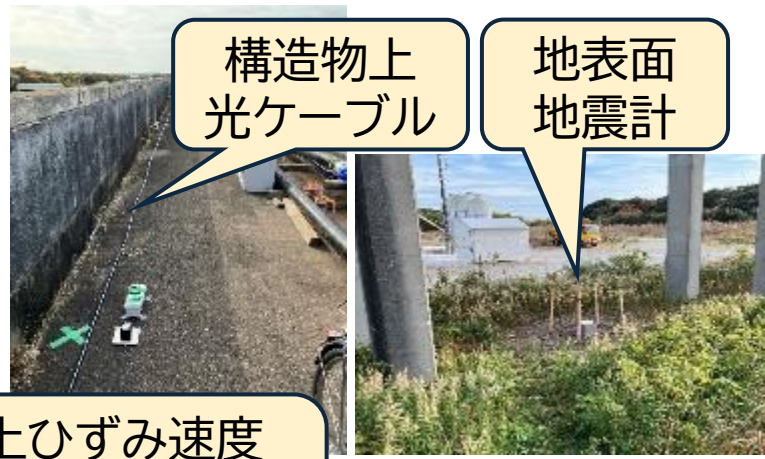 構造物上
光ケーブル
地表面
地震計
上ひずみ速度